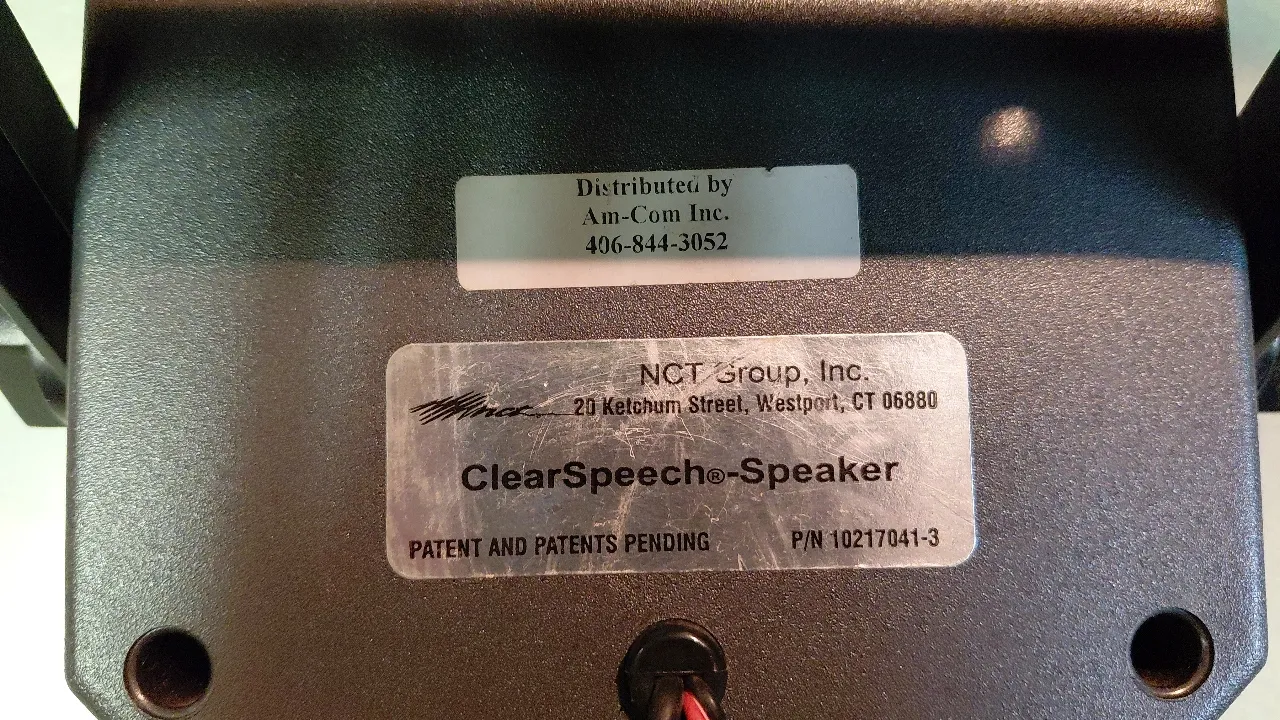 Distributed by
Am-Com Inc.
406-844-3052
NCT Group, Inc.
nct
20 Ketchum Street, Westport, CT 06880
ClearSpeech®-Speaker
PATENT AND PATENTS PENDING P/N 10217041-3